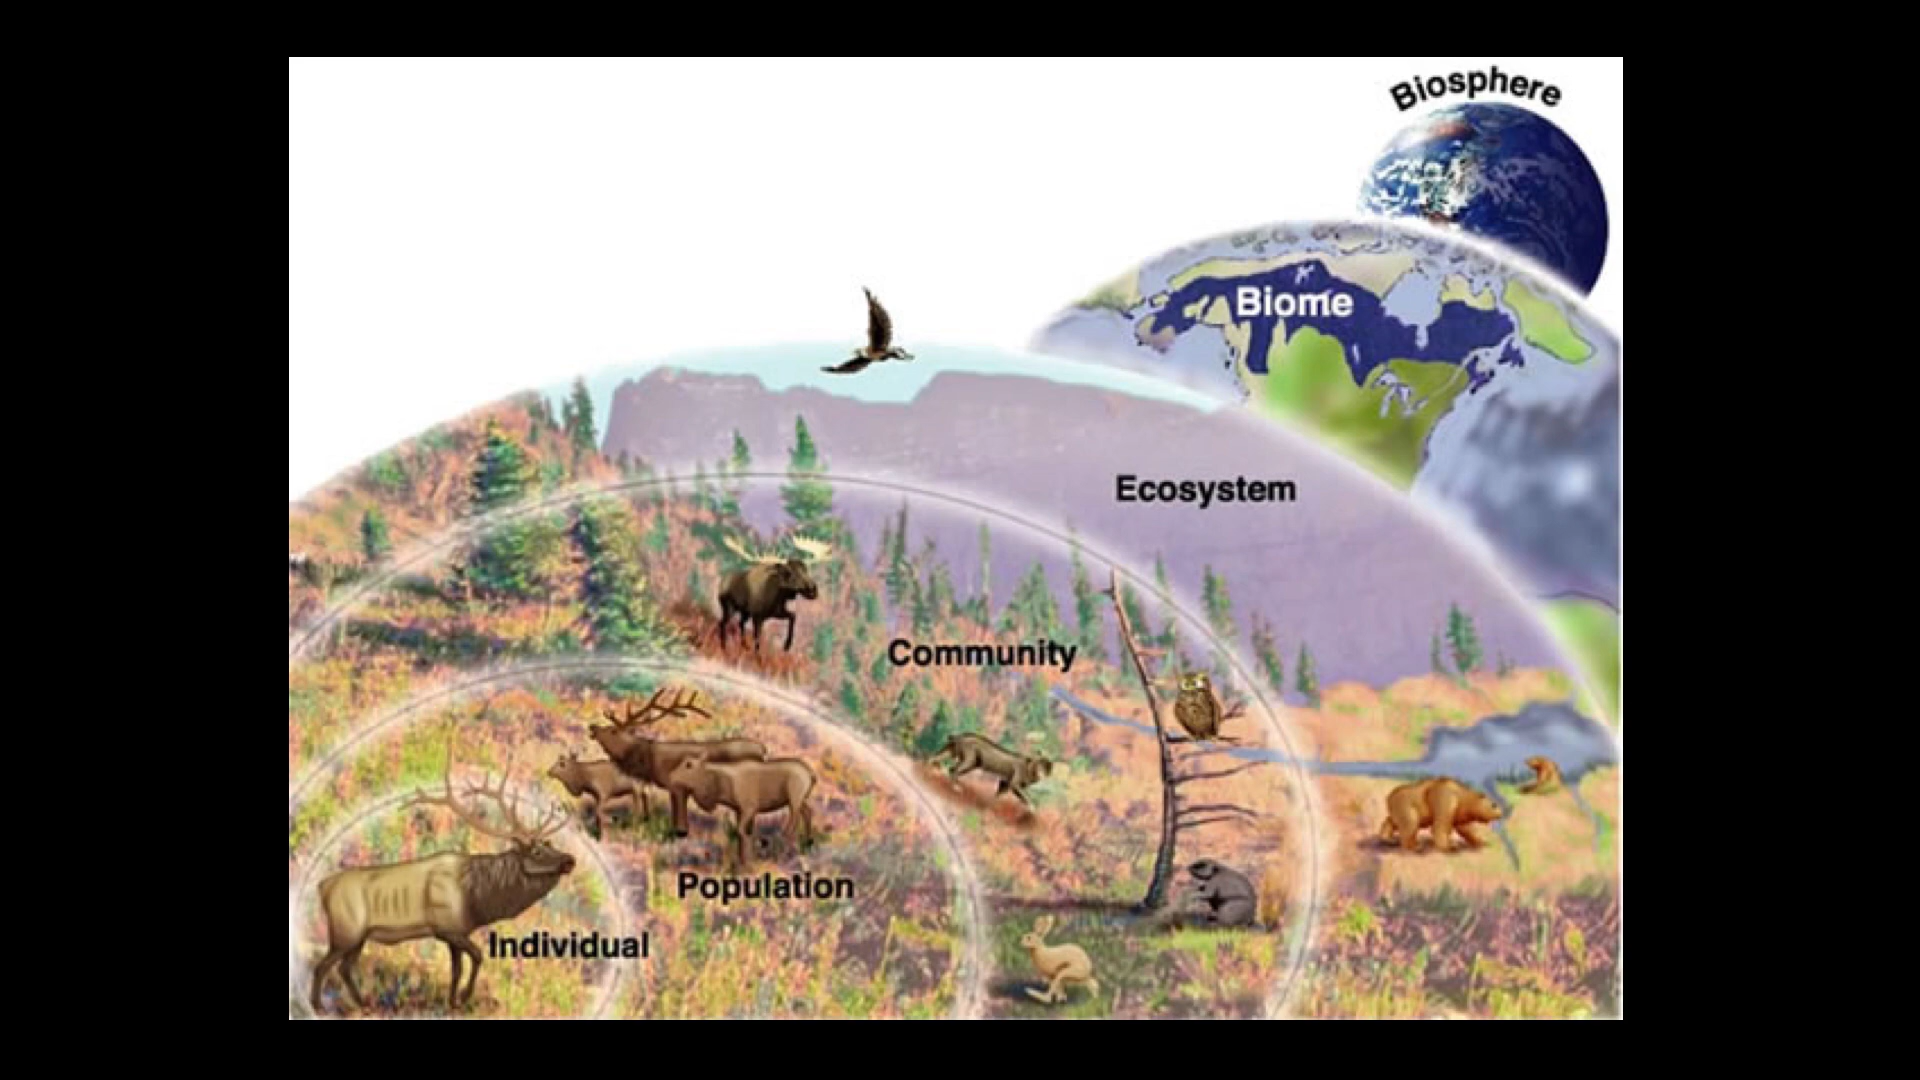 Biosphere
Biome
Ecosystem
Community
Population
Individual